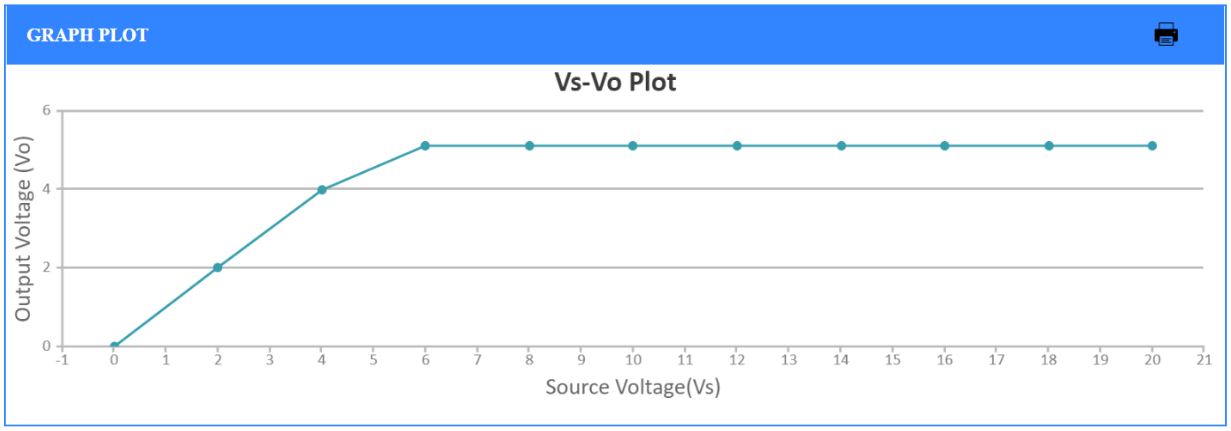 GRAPH PLOT
Vs-Vo Plot
6
4
2
0
Output Voltage (Vo)
-1 0 1 2 3 4 5 6 7 8 9 10 11 12 13 14 15 16 17 18 19 20 21
Source Voltage(Vs)